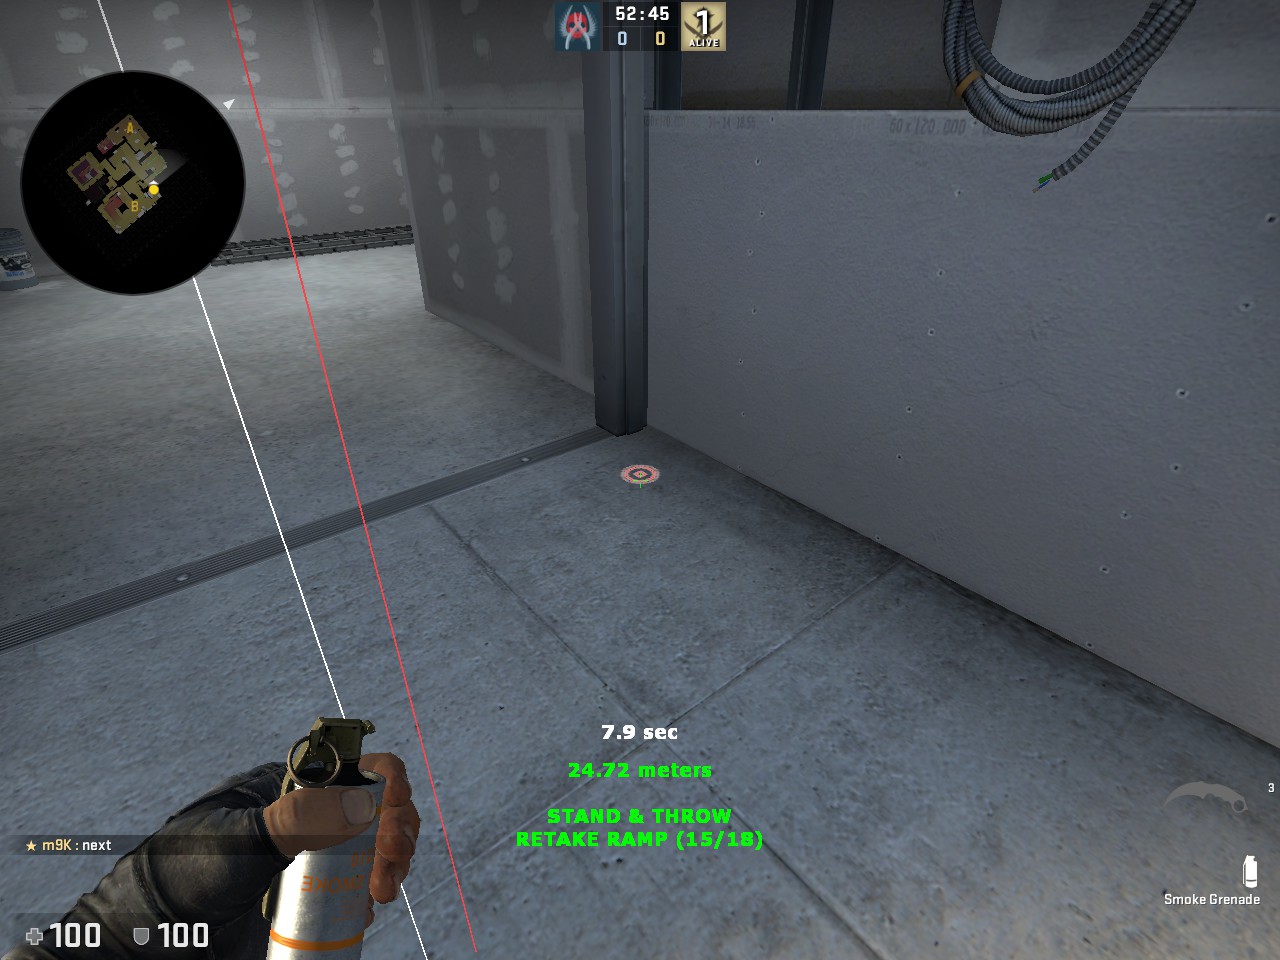 52:45
0 0
1
ALIVE
A
B
60x120.600
7.9 sec
24.72 meters
STAND & THROW
RETAKE RAMP (15/18)
3
★ m9K : next
Smoke Grenade
100 100